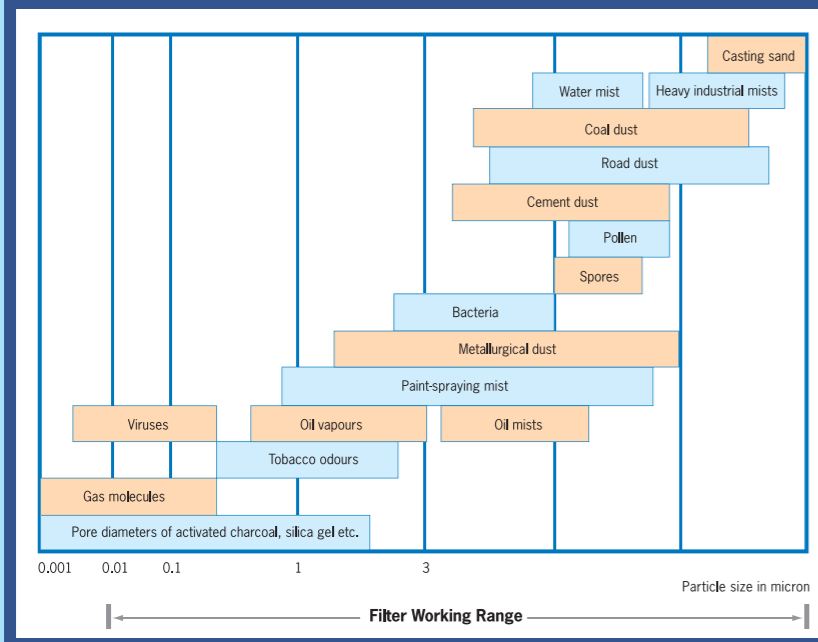 Casting sand
Water mist
Heavy industrial mists
Coal dust
Road dust
Cement dust
Pollen
Spores
Bacteria
Metallurgical dust
Paint-spraying mist
Viruses
Oil vapours
Oil mists
Tobacco odours
Gas molecules
Pore diameters of activated charcoal, silica gel etc.
0.001 0.01 0.1 1 3
Particle size in micron
Filter Working Range